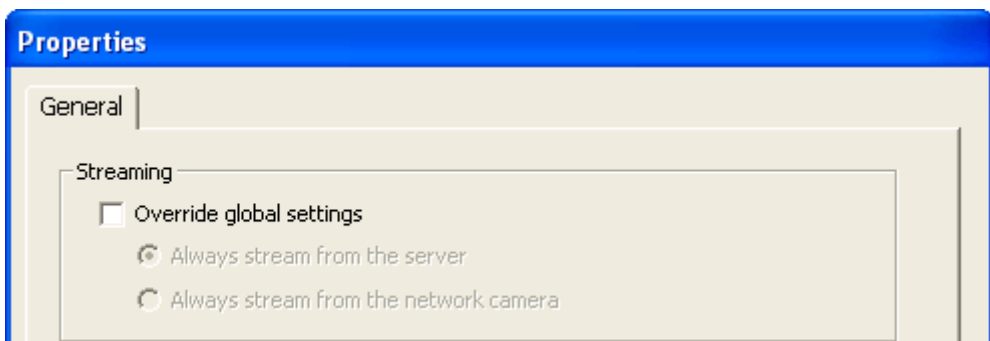 Properties
General
Streaming
Override global settings
Always stream from the server
Always stream from the network camera